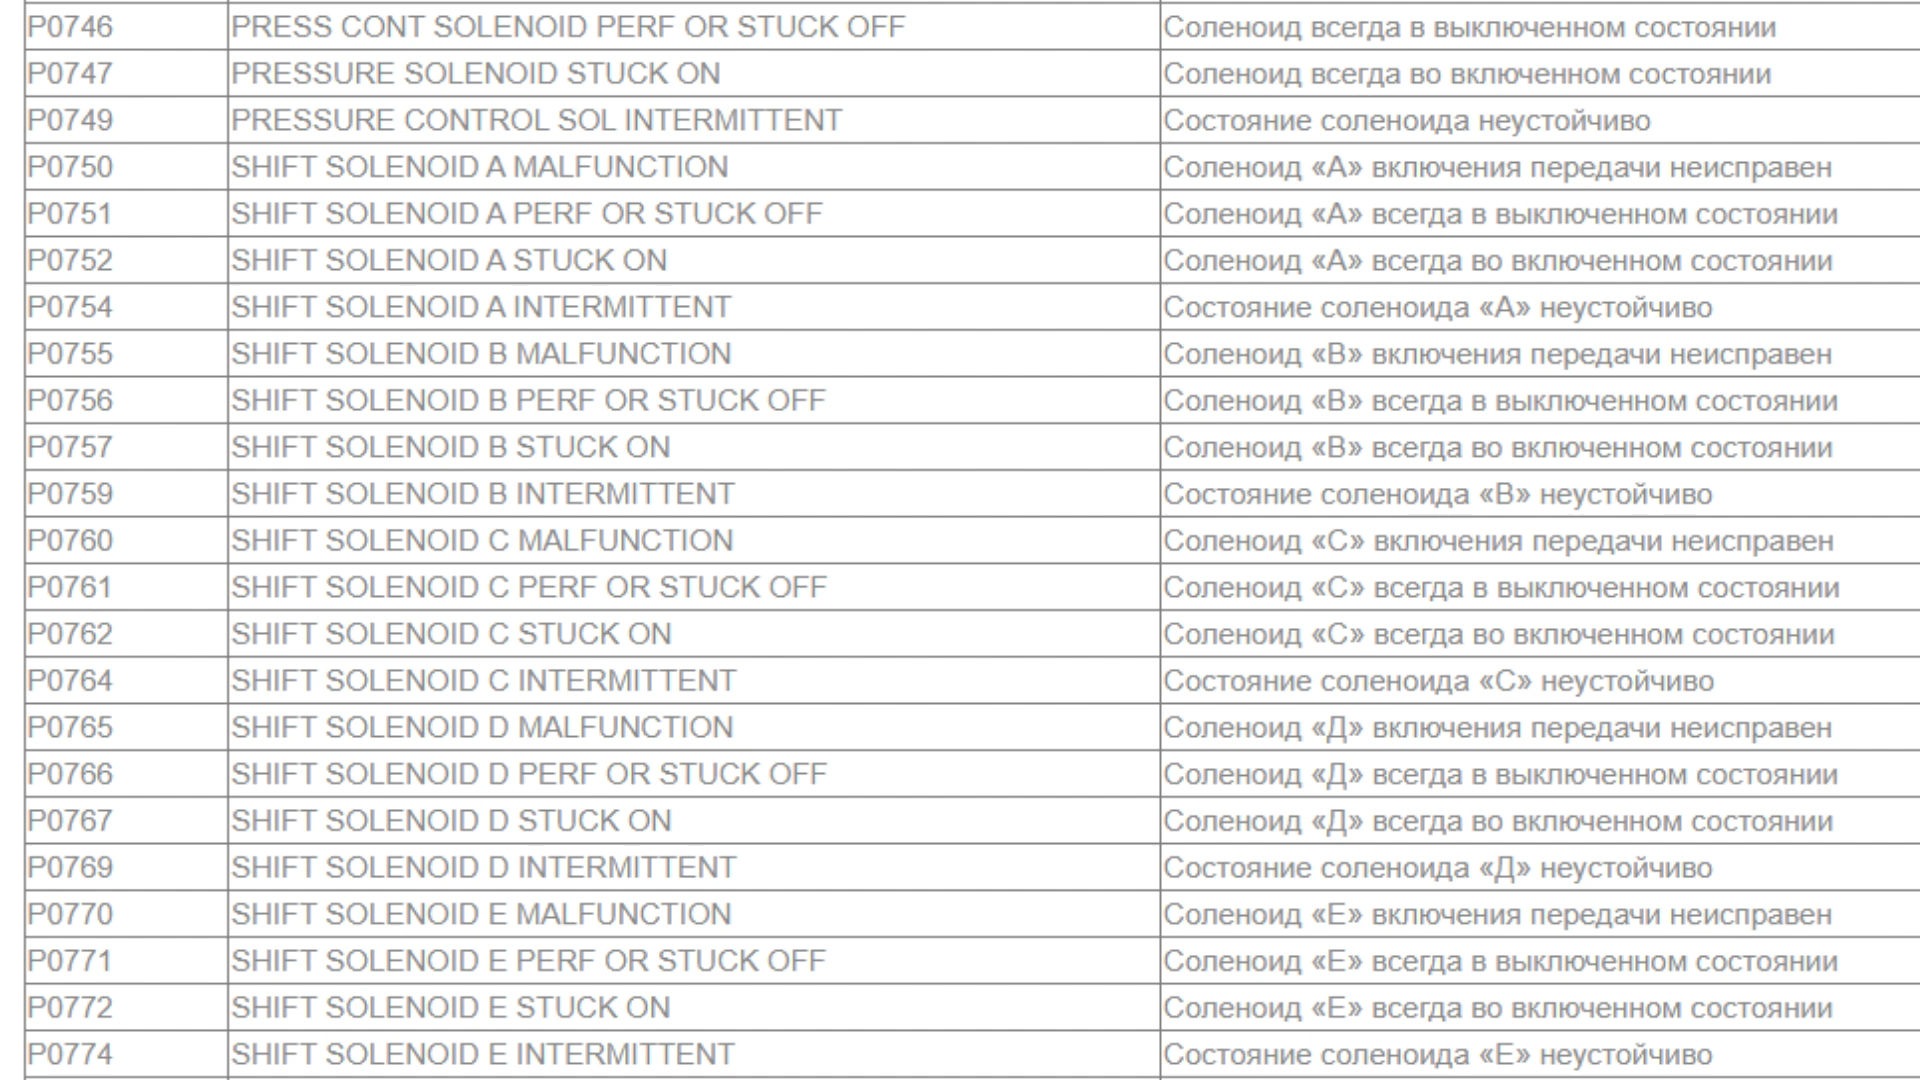 P0746 PRESS CONT SOLENOID PERF OR STUCK OFF Соленоид всегда в выключенном состоянии
P0747 PRESSURE SOLENOID STUCK ON Соленоид всегда во включенном состоянии
P0749 PRESSURE CONTROL SOL INTERMITTENT Состояние соленоида неустойчиво
P0750 SHIFT SOLENOID A MALFUNCTION Соленоид «A» включения передачи неисправен
P0751 SHIFT SOLENOID A PERF OR STUCK OFF Соленоид «A» всегда в выключенном состоянии
P0752 SHIFT SOLENOID A STUCK ON Соленоид «A» всегда во включенном состоянии
P0754 SHIFT SOLENOID A INTERMITTENT Состояние соленоида «A» неустойчиво
P0755 SHIFT SOLENOID B MALFUNCTION Соленоид «B» включения передачи неисправен
P0756 SHIFT SOLENOID B PERF OR STUCK OFF Соленоид «B» всегда в выключенном состоянии
P0757 SHIFT SOLENOID B STUCK ON Соленоид «B» всегда во включенном состоянии
P0759 SHIFT SOLENOID B INTERMITTENT Состояние соленоида «B» неустойчиво
P0760 SHIFT SOLENOID C MALFUNCTION Соленоид «C» включения передачи неисправен
P0761 SHIFT SOLENOID C PERF OR STUCK OFF Соленоид «C» всегда в выключенном состоянии
P0762 SHIFT SOLENOID C STUCK ON Соленоид «C» всегда во включенном состоянии
P0764 SHIFT SOLENOID C INTERMITTENT Состояние соленоида «C» неустойчиво
P0765 SHIFT SOLENOID D MALFUNCTION Соленоид «Д» включения передачи неисправен
P0766 SHIFT SOLENOID D PERF OR STUCK OFF Соленоид «Д» всегда в выключенном состоянии
P0767 SHIFT SOLENOID D STUCK ON Соленоид «Д» всегда во включенном состоянии
P0769 SHIFT SOLENOID D INTERMITTENT Состояние соленоида «Д» неустойчиво
P0770 SHIFT SOLENOID E MALFUNCTION Соленоид «E» включения передачи неисправен
P0771 SHIFT SOLENOID E PERF OR STUCK OFF Соленоид «E» всегда в выключенном состоянии
P0772 SHIFT SOLENOID E STUCK ON Соленоид «E» всегда во включенном состоянии
P0774 SHIFT SOLENOID E INTERMITTENT Состояние соленоида «E» неустойчиво